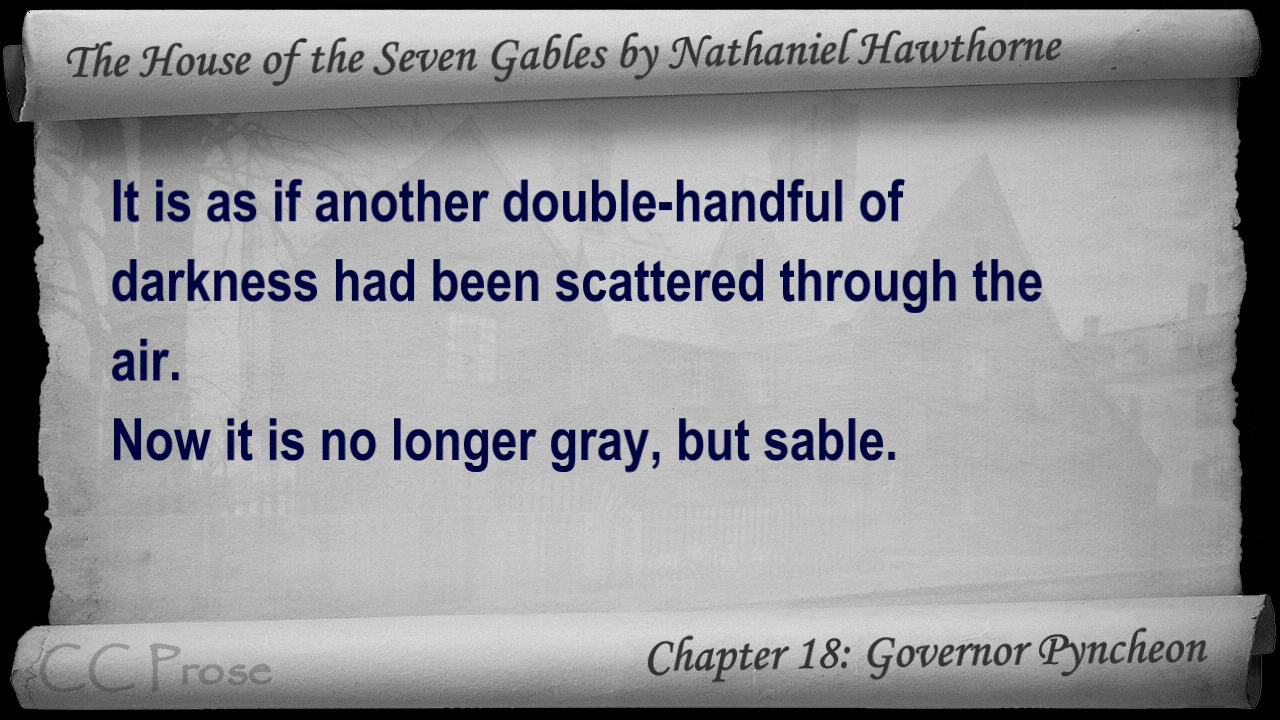 The House of the Seven Gables by Nathaniel Hawthorne
It is as if another double-handful of
darkness had been scattered through the
air.
Now it is no longer gray, but sable.
CC Prose
Chapter 18: Governor Pyncheon